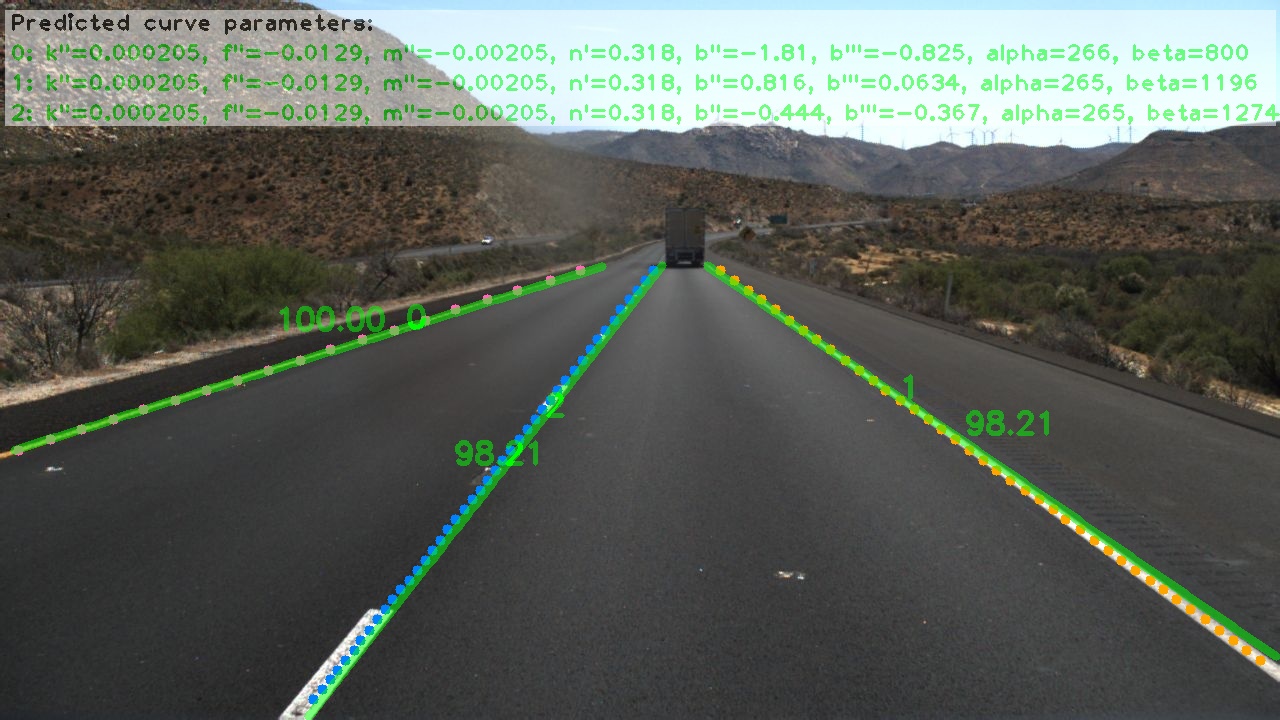 Predicted curve parameters:
0: k''=0.000205, f''=-0.0129, m''=-0.00205, n'=0.318, b''=-1.81, b'''=-0.825, alpha=266, beta=800
1: k''=0.000205, f''=-0.0129, m''=-0.00205, n'=0.318, b''=0.816, b'''=0.0634, alpha=265, beta=1196
2: k''=0.000205, f''=-0.0129, m''=-0.00205, n'=0.318, b''=-0.444, b'''=-0.367, alpha=265, beta=1274
100.00 0
1
2
98.21
98.21